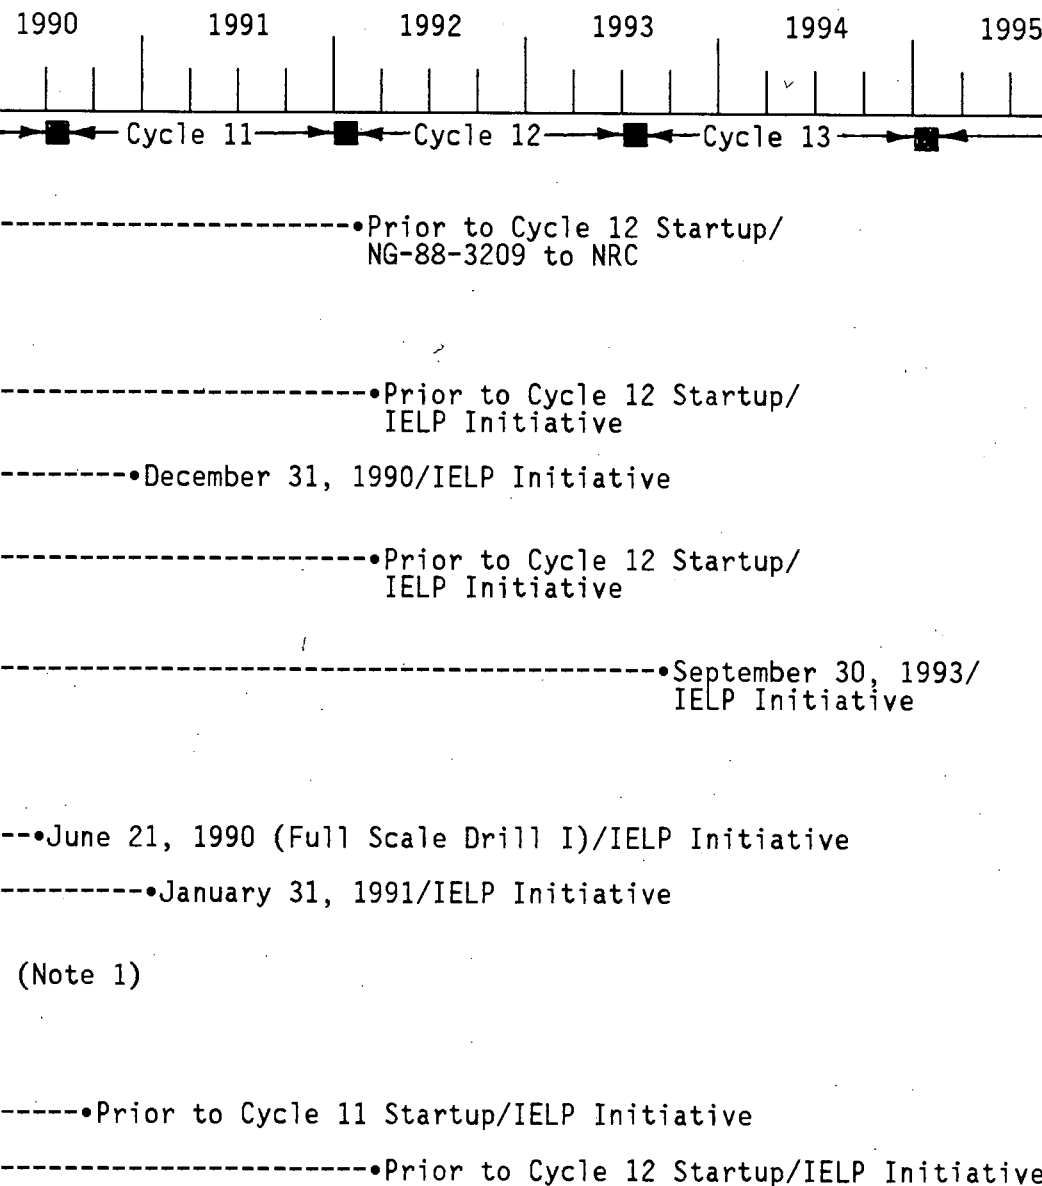 1990 1991 1992 1993 1994 1995
Cycle 11 Cycle 12 Cycle 13
Prior to Cycle 12 Startup/
NG-88-3209 to NRC
Prior to Cycle 12 Startup/
IELP Initiative
December 31, 1990/IELP Initiative
Prior to Cycle 12 Startup/
IELP Initiative
September 30, 1993/
IELP Initiative
June 21, 1990 (Full Scale Drill I)/IELP Initiative
January 31, 1991/IELP Initiative
(Note 1)
Prior to Cycle 11 Startup/IELP Initiative
Prior to Cycle 12 Startup/IELP Initiative